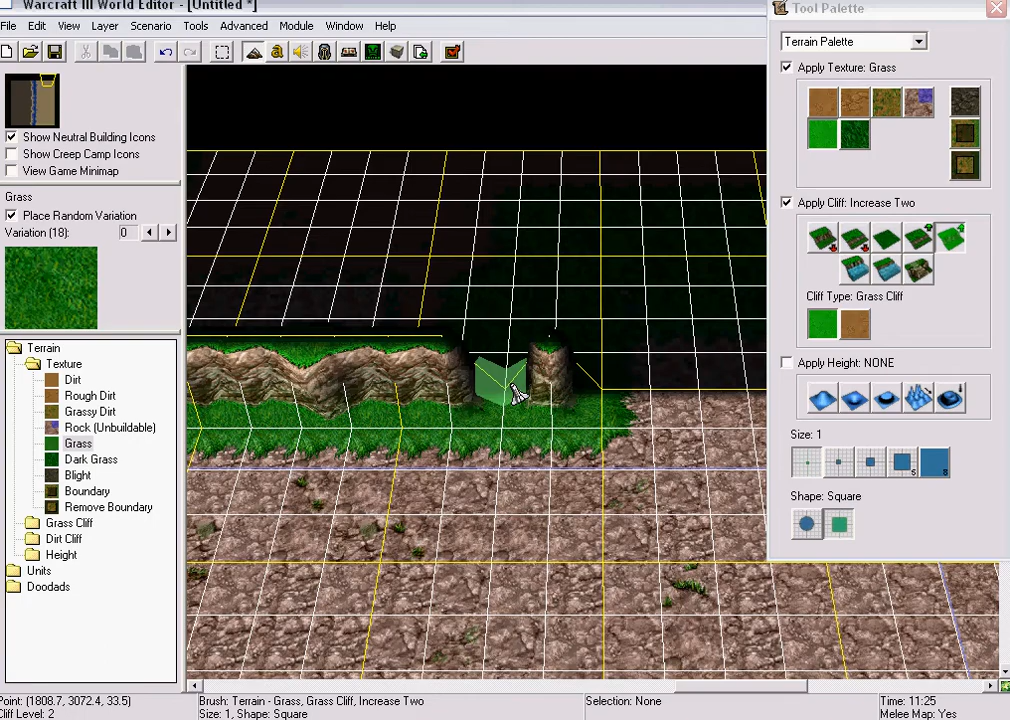 Warcraft III World Editor - [Untitled *]
File Edit View Layer Scenario Tools Advanced Module Window Help
Show Neutral Building Icons
Show Creep Camp Icons
View Game Minimap
Grass
Place Random Variation
Variation (18): 0
Terrain
Texture
Dirt
Rough Dirt
Grassy Dirt
Rock (Unbuildable)
Grass
Dark Grass
Blight
Boundary
Remove Boundary
Grass Cliff
Dirt Cliff
Height
Units
Doodads
Tool Palette
Terrain Palette
Apply Texture: Grass
Apply Cliff: Increase Two
Cliff Type: Grass Cliff
Apply Height: NONE
Size: 1
5 8
Shape: Square
Point: (1808.7, 3072.4, 33.5)
Cliff Level: 2
Brush: Terrain - Grass, Grass Cliff, Increase Two
Size: 1, Shape: Square
Selection: None
Time: 11:25
Melee Map: Yes